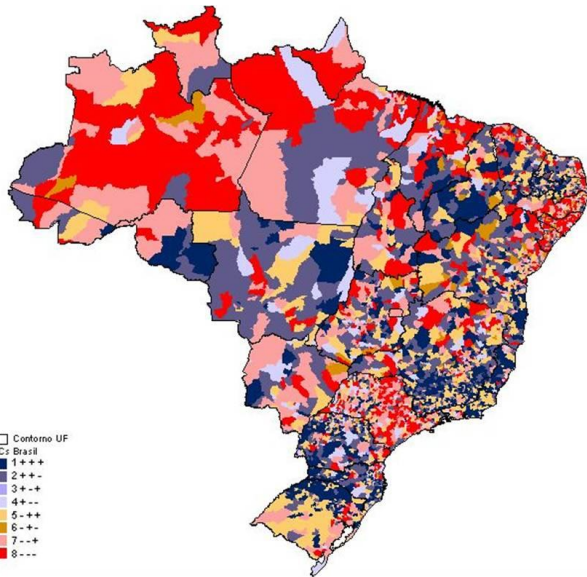 Contorno UF
Cs Brasil
1 + + +
2 + + -
3 + - +
4 + - -
5 - + +
6 - + -
7 - - +
8 - - -